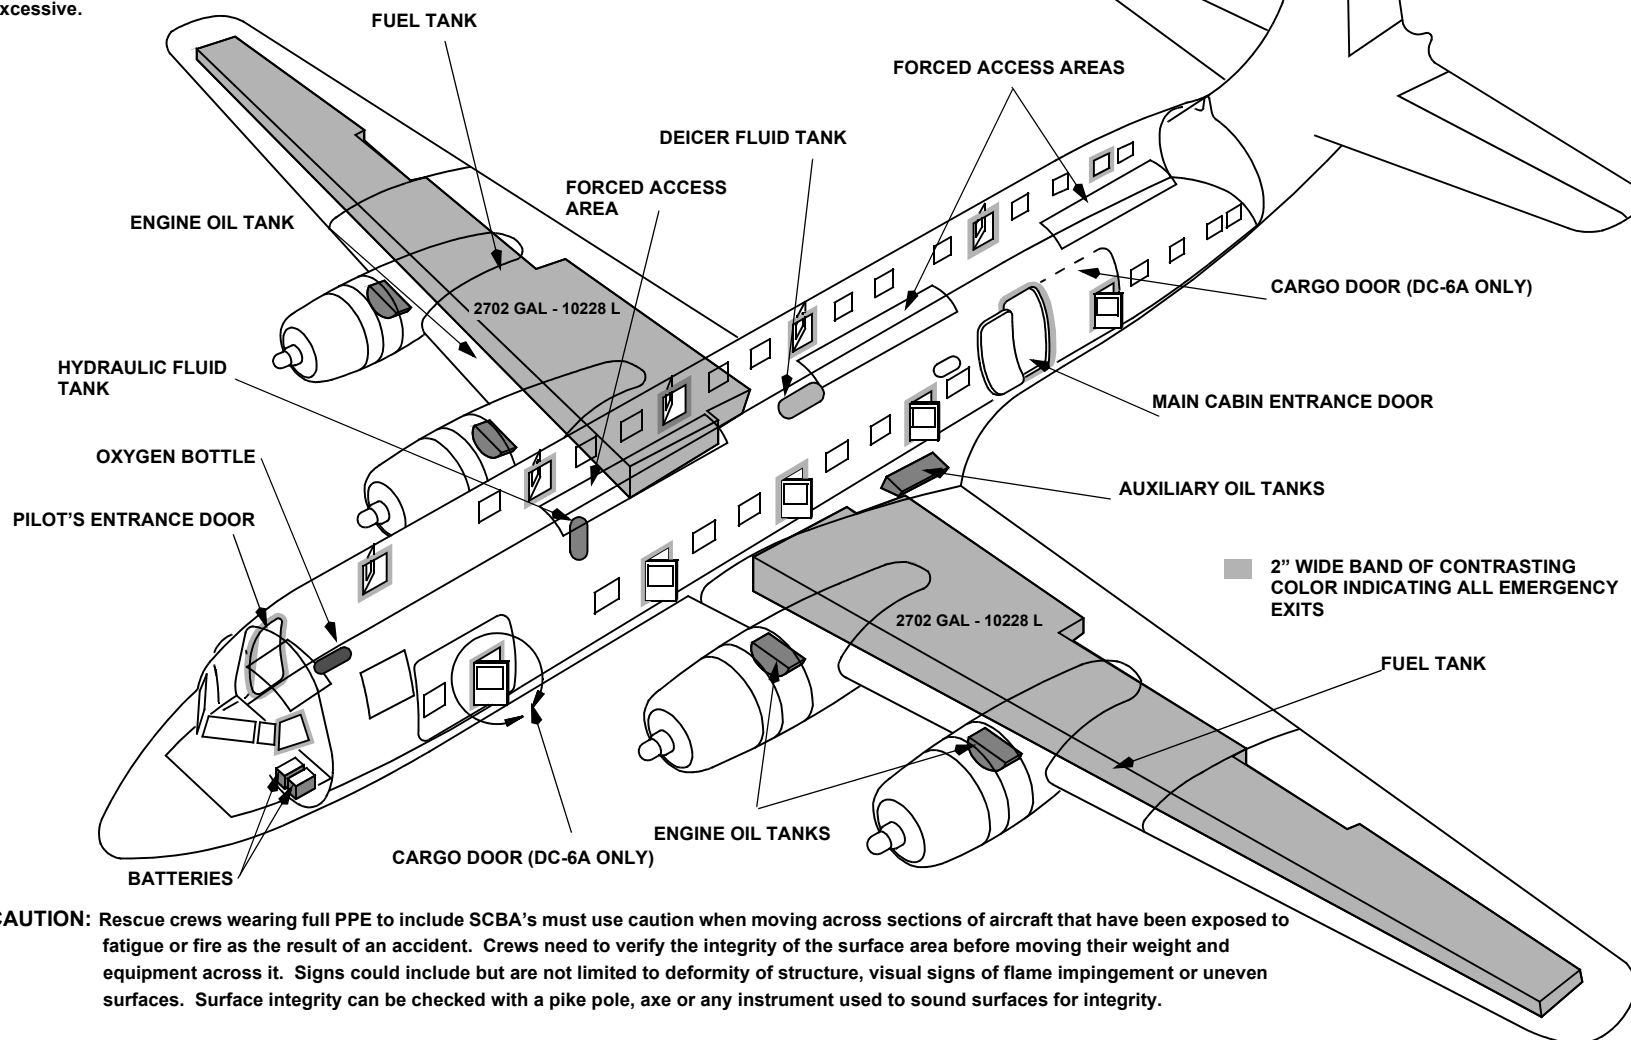 xcessive.
FUEL TANK
FORCED ACCESS AREAS
DEICER FLUID TANK
FORCED ACCESS
AREA
ENGINE OIL TANK
CARGO DOOR (DC-6A ONLY)
2702 GAL - 10228 L
HYDRAULIC FLUID
TANK
MAIN CABIN ENTRANCE DOOR
OXYGEN BOTTLE
AUXILIARY OIL TANKS
PILOT’S ENTRANCE DOOR
2” WIDE BAND OF CONTRASTING
COLOR INDICATING ALL EMERGENCY
EXITS
2702 GAL - 10228 L
FUEL TANK
ENGINE OIL TANKS
CARGO DOOR (DC-6A ONLY)
BATTERIES
CAUTION: Rescue crews wearing full PPE to include SCBA’s must use caution when moving across sections of aircraft that have been exposed to
fatigue or fire as the result of an accident. Crews need to verify the integrity of the surface area before moving their weight and
equipment across it. Signs could include but are not limited to deformity of structure, visual signs of flame impingement or uneven
surfaces. Surface integrity can be checked with a pike pole, axe or any instrument used to sound surfaces for integrity.